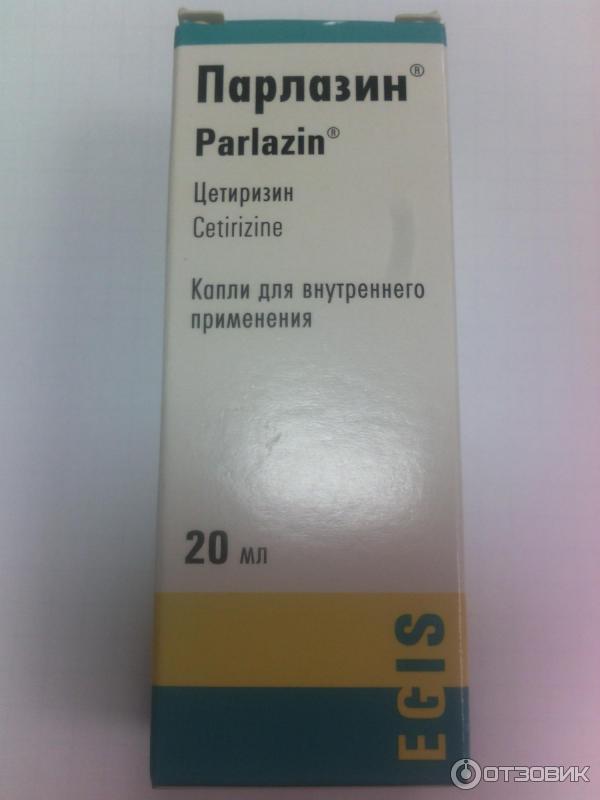 Парлазин®
Parlazin®
Цетиризин
Cetirizine
Капли для внутреннего
применения
20 мл
EGIS
ОТЗОВИК